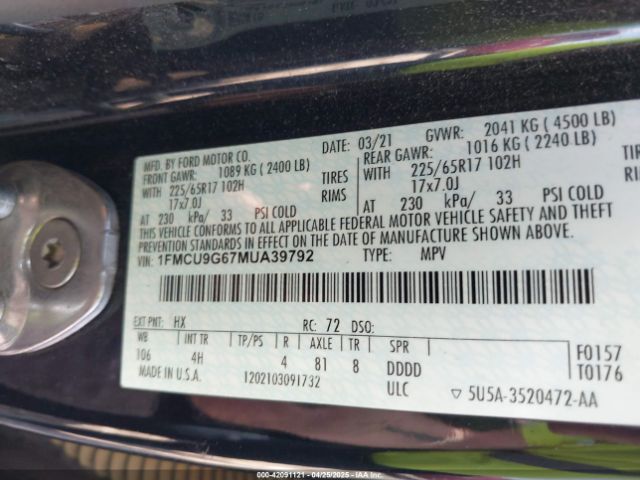 MFD. BY FORD MOTOR CO.
DATE: 03/21 GVWR: 2041 KG ( 4500 LB)
FRONT GAWR: 1089 KG ( 2400 LB) REAR GAWR: 1016 KG ( 2240 LB)
WITH 225/65R17 102H TIRES WITH 225/65R17 102H
17x7.0J RIMS 17x7.0J
AT 230 kPa/ 33 PSI COLD AT 230 kPa/ 33 PSI COLD
THIS VEHICLE CONFORMS TO ALL APPLICABLE FEDERAL MOTOR VEHICLE SAFETY AND THEFT
PREVENTION STANDARDS IN EFFECT ON THE DATE OF MANUFACTURE SHOWN ABOVE.
VIN: 1FMCU9G67MUA39792 TYPE: MPV
EXT PNT: HX RC: 72 DSO:
WB INT TR TP/PS R AXLE TR SPR
106 4H 4 81 8 DDDD
F0157
T0176
MADE IN U.S.A. 1202103091732 ULC 5U5A-3520472-AA
000-42091121 - 04/25/2025 - IAAI, Inc.